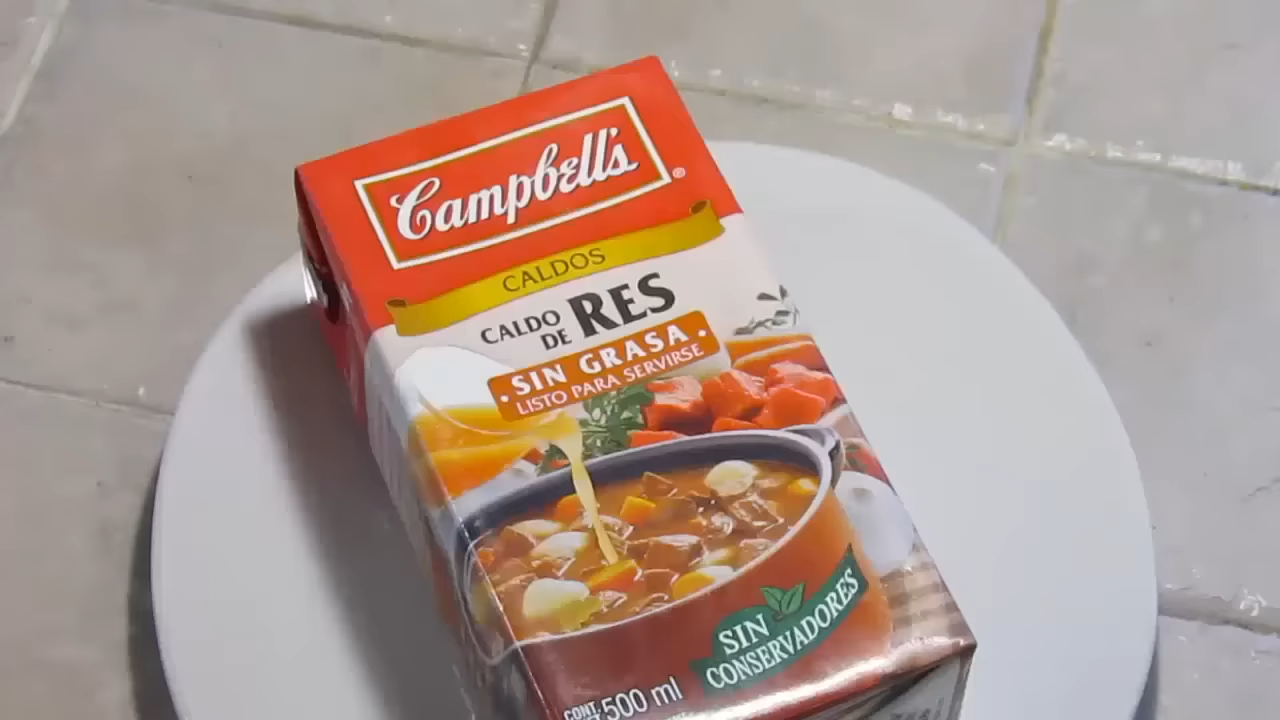 Campbell's®
CALDOS
CALDO
DE RES
· SIN GRASA ·
LISTO PARA SERVIRSE
SIN
CONSERVADORES
CONT.
500 ml